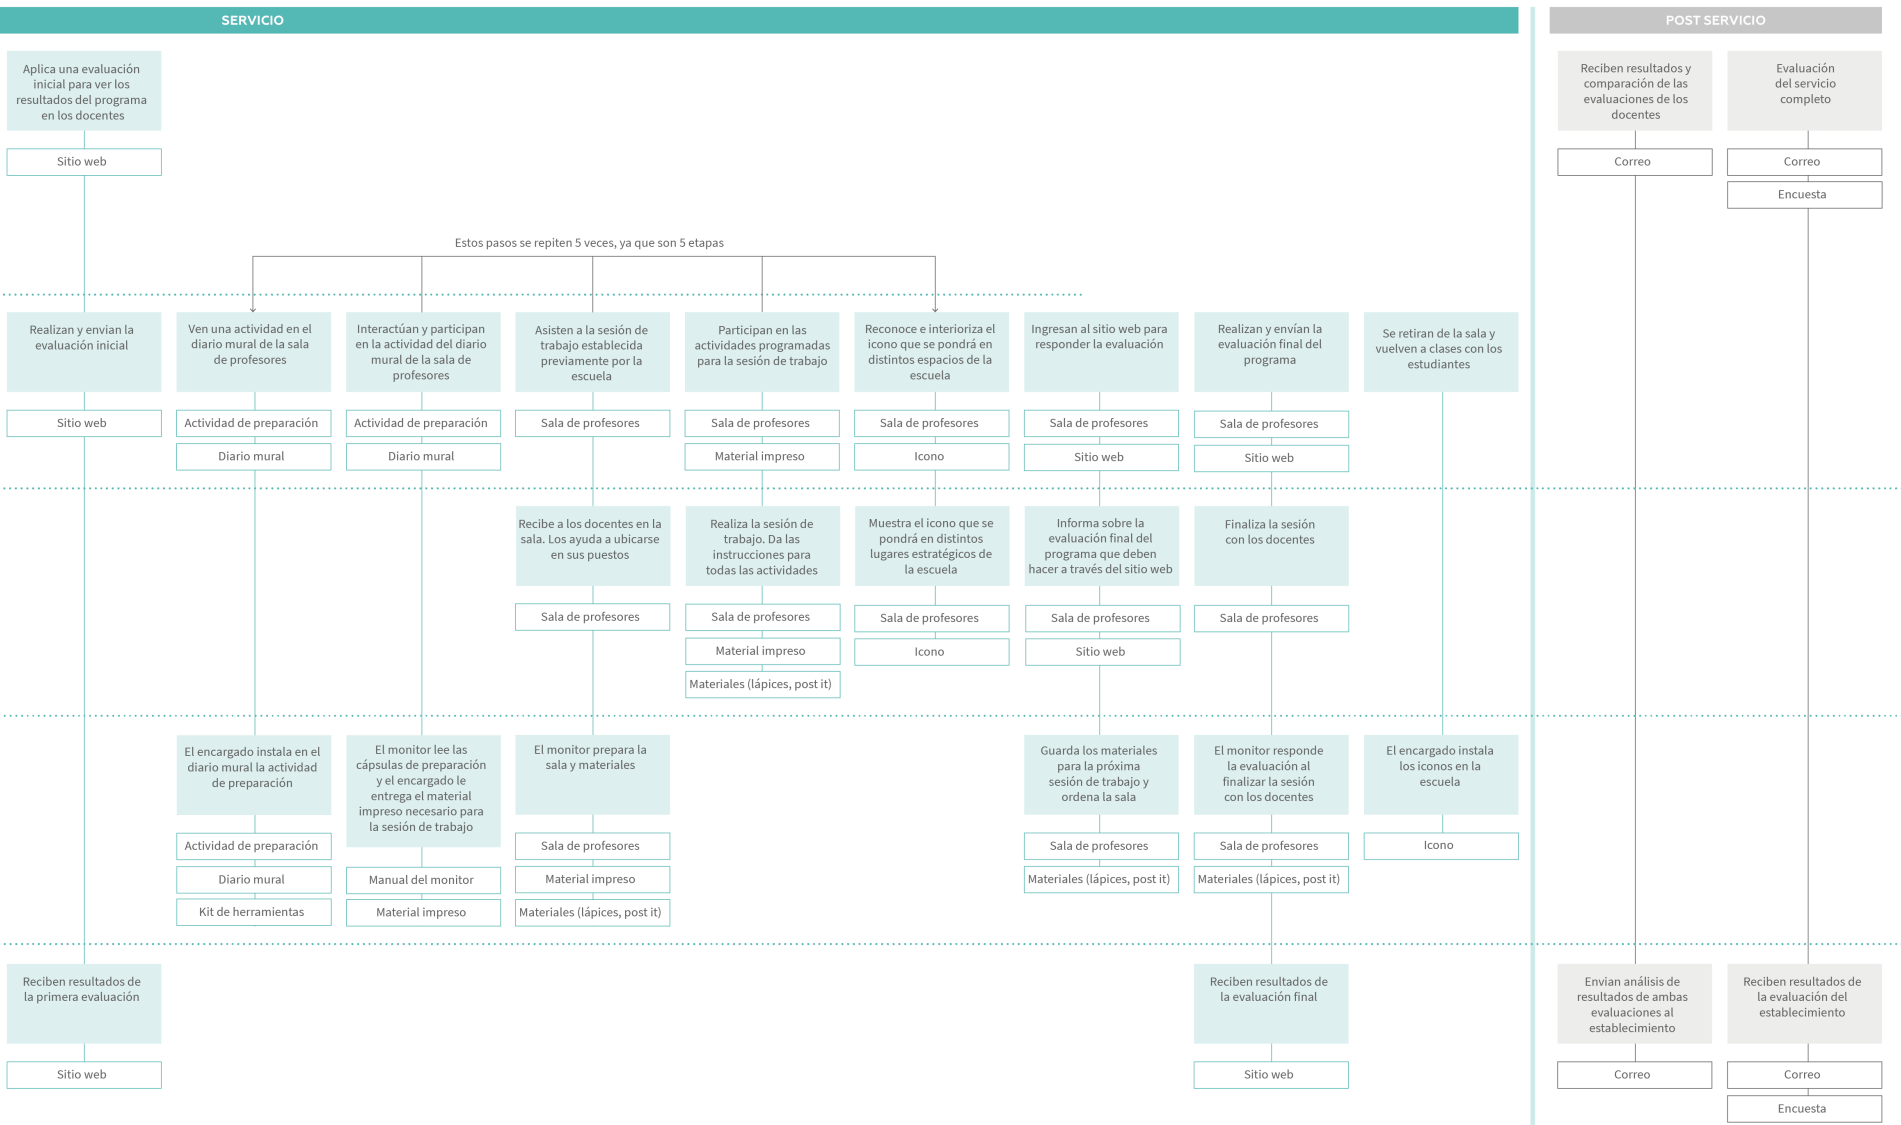 SERVICIO
POST SERVICIO
Aplica una evaluación
inicial para ver los
resultados del programa
en los docentes
Sitio web
Reciben resultados y
comparación de las
evaluaciones de los
docentes
Correo
Evaluación
del servicio
completo
Correo
Encuesta
Estos pasos se repiten 5 veces, ya que son 5 etapas
Realizan y envian la
evaluación inicial
Sitio web
Ven una actividad en el
diario mural de la sala
de profesores
Actividad de preparación
Diario mural
Interactúan y participan
en la actividad del diario
mural de la sala de
profesores
Actividad de preparación
Diario mural
Asisten a la sesión de
trabajo establecida
previamente por la
escuela
Sala de profesores
Participan en las
actividades programadas
para la sesión de trabajo
Sala de profesores
Material impreso
Reconoce e interioriza el
icono que se pondrá en
distintos espacios de la
escuela
Sala de profesores
Icono
Ingresan al sitio web para
responder la evaluación
Sala de profesores
Sitio web
Realizan y envían la
evaluación final del
programa
Sala de profesores
Sitio web
Se retiran de la sala y
vuelven a clases con los
estudiantes
Recibe a los docentes en la
sala. Los ayuda a ubicarse
en sus puestos
Sala de profesores
Realiza la sesión de
trabajo. Da las
instrucciones para
todas las actividades
Sala de profesores
Material impreso
Materiales (lápices, post it)
Muestra el icono que se
pondrá en distintos
lugares estratégicos de
la escuela
Sala de profesores
Icono
Informa sobre la
evaluación final del
programa que deben
hacer a través del sitio web
Sala de profesores
Sitio web
Finaliza la sesión
con los docentes
Sala de profesores
El encargado instala en el
diario mural la actividad
de preparación
Actividad de preparación
Diario mural
Kit de herramientas
El monitor lee las
cápsulas de preparación
y el encargado le
entrega el material
impreso necesario para
la sesión de trabajo
Manual del monitor
Material impreso
El monitor prepara la
sala y materiales
Sala de profesores
Material impreso
Materiales (lápices, post it)
Guarda los materiales
para la próxima
sesión de trabajo y
ordena la sala
Sala de profesores
Materiales (lápices, post it)
El monitor responde
la evaluación al
finalizar la sesión
con los docentes
Sala de profesores
Materiales (lápices, post it)
El encargado instala
los iconos en la
escuela
Icono
Reciben resultados de
la primera evaluación
Sitio web
Reciben resultados de
la evaluación final
Sitio web
Envian análisis de
resultados de ambas
evaluaciones al
establecimiento
Correo
Reciben resultados de
la evaluación del
establecimiento
Correo
Encuesta